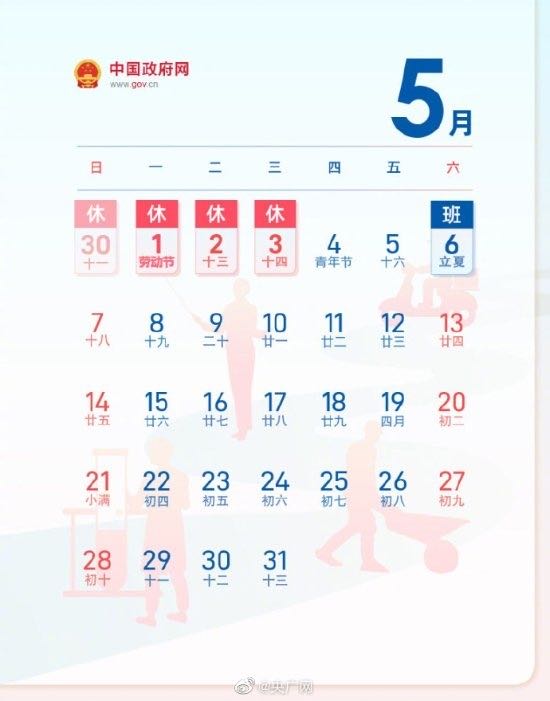 中国政府网
www.gov.cn
5月
日 一 二 三 四 五 六
休 休 休 休 班
30 1 2 3 4 5 6
十一 劳动节 十三 十四 青年节 十六 立夏
7 8 9 10 11 12 13
十八 十九 二十 廿一 廿二 廿三 廿四
14 15 16 17 18 19 20
廿五 廿六 廿七 廿八 廿九 四月 初二
21 22 23 24 25 26 27
小满 初四 初五 初六 初七 初八 初九
28 29 30 31
初十 十一 十二 十三
@央广网